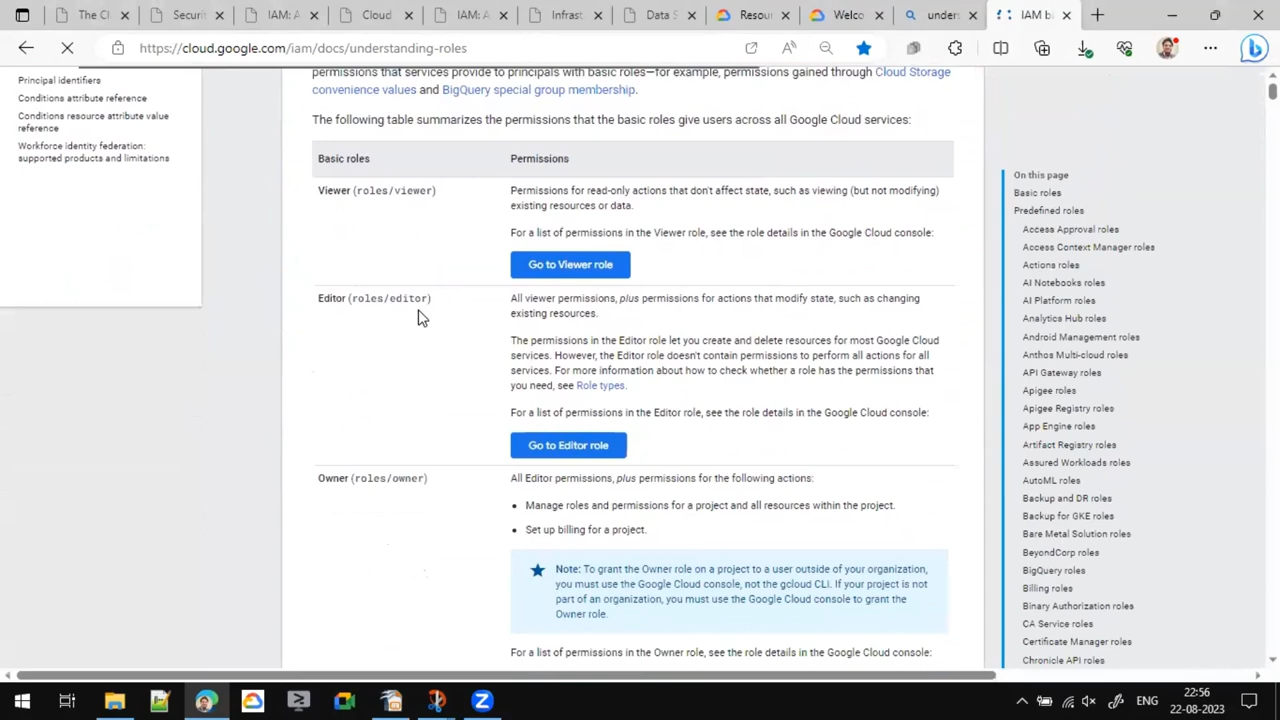 The Cl
Securit
IAM: A
Cloud
IAM: A
Infrast
Data S
Resou
Welco
under
IAM b
https://cloud.google.com/iam/docs/understanding-roles
Principal identifiers
Conditions attribute reference
Conditions resource attribute value
reference
Workforce identity federation:
supported products and limitations
permissions that services provide to principals with basic roles—for example, permissions gained through Cloud Storage
convenience values and BigQuery special group membership.
The following table summarizes the permissions that the basic roles give users across all Google Cloud services:
Basic roles Permissions
Viewer (roles/viewer) Permissions for read-only actions that don't affect state, such as viewing (but not modifying)
existing resources or data.
For a list of permissions in the Viewer role, see the role details in the Google Cloud console:
Go to Viewer role
Editor (roles/editor) All viewer permissions, plus permissions for actions that modify state, such as changing
existing resources.
The permissions in the Editor role let you create and delete resources for most Google Cloud
services. However, the Editor role doesn't contain permissions to perform all actions for all
services. For more information about how to check whether a role has the permissions that
you need, see Role types.
For a list of permissions in the Editor role, see the role details in the Google Cloud console:
Go to Editor role
Owner (roles/owner) All Editor permissions, plus permissions for the following actions:
• Manage roles and permissions for a project and all resources within the project.
• Set up billing for a project.
Note: To grant the Owner role on a project to a user outside of your organization,
you must use the Google Cloud console, not the gcloud CLI. If your project is not
part of an organization, you must use the Google Cloud console to grant the
Owner role.
For a list of permissions in the Owner role, see the role details in the Google Cloud console:
On this page
Basic roles
Predefined roles
Access Approval roles
Access Context Manager roles
Actions roles
AI Notebooks roles
AI Platform roles
Analytics Hub roles
Android Management roles
Anthos Multi-cloud roles
API Gateway roles
Apigee roles
Apigee Registry roles
App Engine roles
Artifact Registry roles
Assured Workloads roles
AutoML roles
Backup and DR roles
Backup for GKE roles
Bare Metal Solution roles
BeyondCorp roles
BigQuery roles
Billing roles
Binary Authorization roles
CA Service roles
Certificate Manager roles
Chronicle API roles
ENG
22:56
22-08-2023